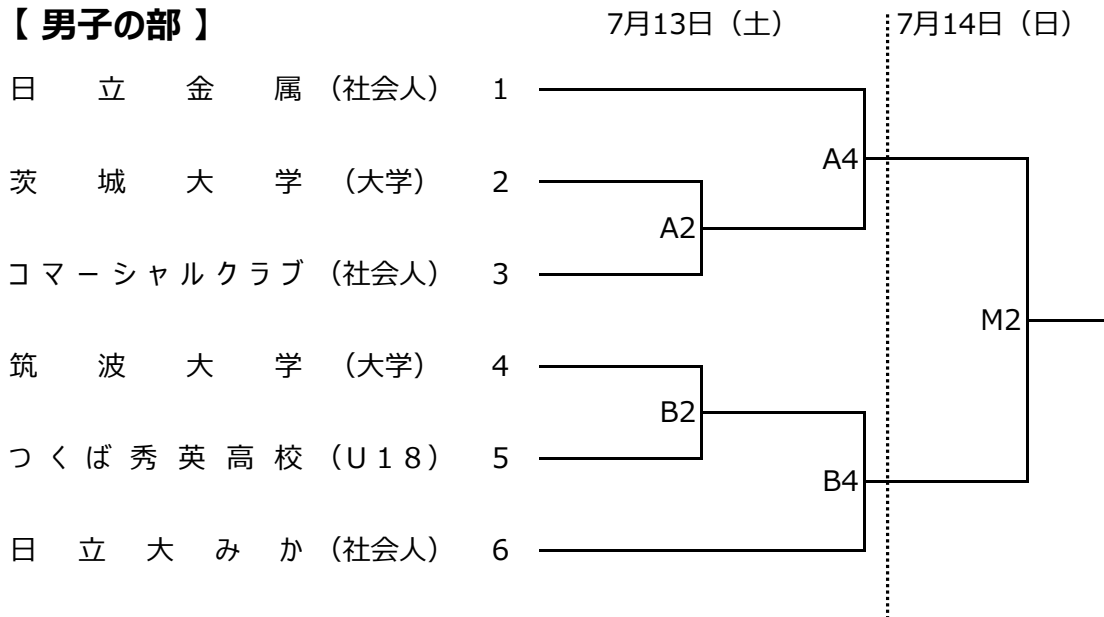 【 男子の部 】 7月13日（土） 7月14日（日）
日立金属（社会人） 1
A4
茨城大学（大学） 2
A2
コマーシャルクラブ（社会人） 3
M2
筑波大学（大学） 4
B2
つくば秀英高校（U18） 5
B4
日立大みか（社会人） 6